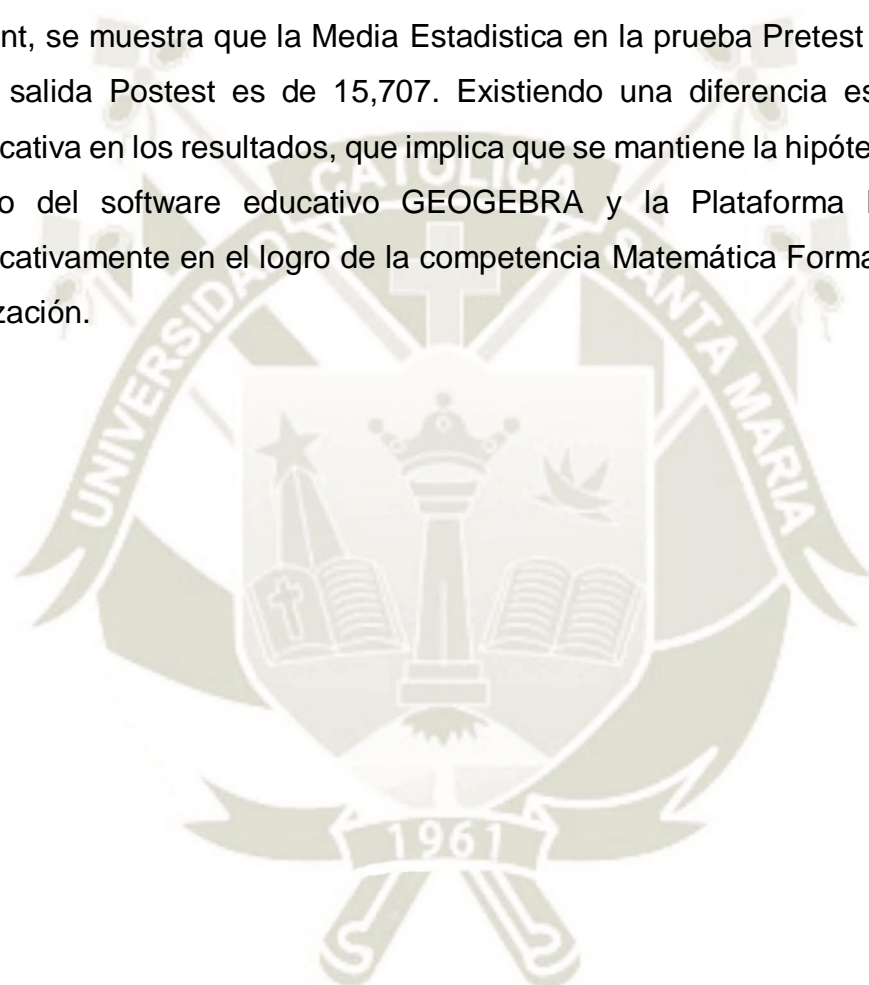 nt, se muestra que la Media Estadistica en la prueba Pretest
salida Postest es de 15,707. Existiendo una diferencia es
cativa en los resultados, que implica que se mantiene la hipóte
o del software educativo GEOGEBRA y la Plataforma
cativamente en el logro de la competencia Matemática Forma
zación.
UNIVERSIDAD CATOLICA SANTA MARIA
1961